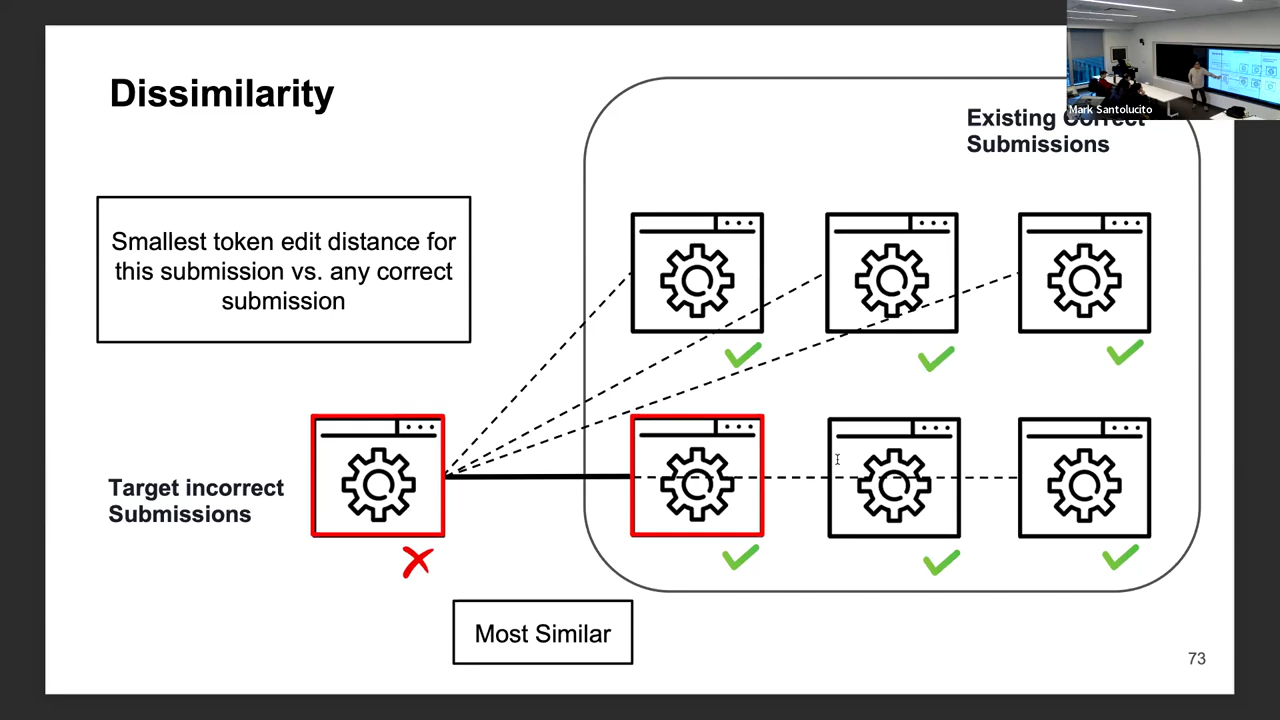 Dissimilarity
Mark Santolucito
Existing Correct
Submissions
Smallest token edit distance for
this submission vs. any correct
submission
Target incorrect
Submissions
Most Similar
73